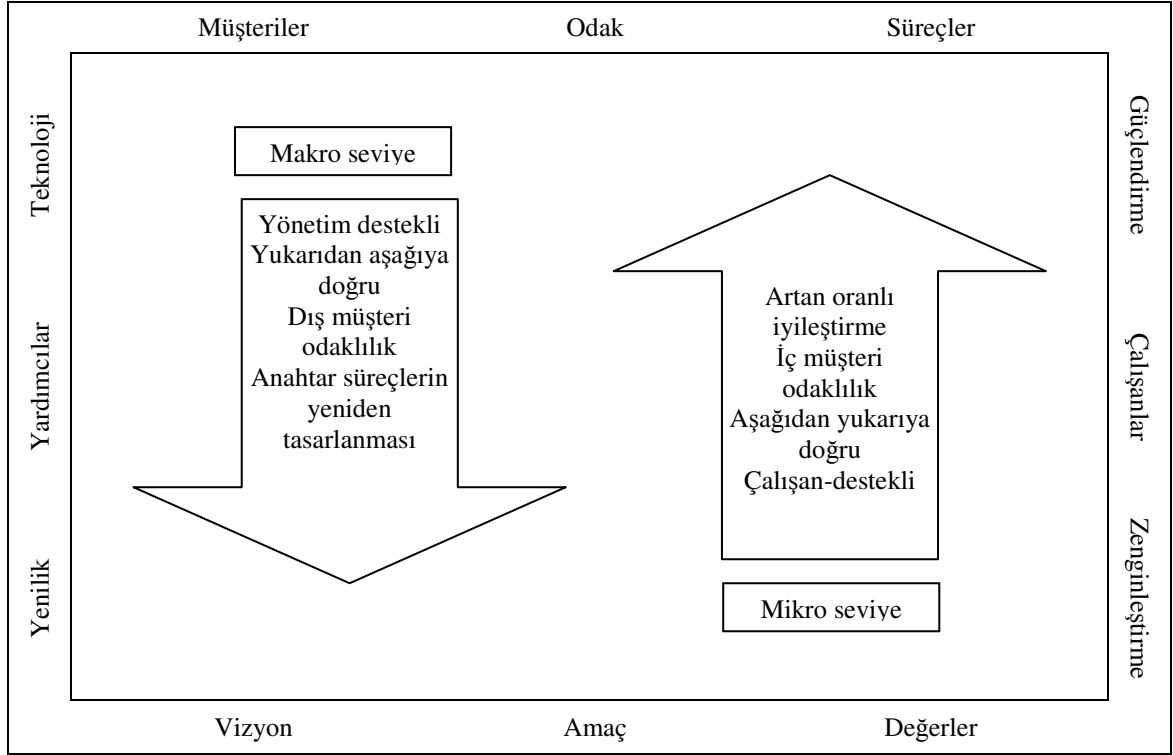 Müşteriler Odak Süreçler
Teknoloji
Yardımcılar
Yenilik
Makro seviye
Yönetim destekli
Yukarıdan aşağıya
doğru
Dış müşteri
odaklılık
Anahtar süreçlerin
yeniden
tasarlanması
Artan oranlı
iyileştirme
İç müşteri
odaklılık
Aşağıdan yukarıya
doğru
Çalışan-destekli
Mikro seviye
Güçlendirme
Çalışanlar
Zenginleştirme
Vizyon Amaç Değerler